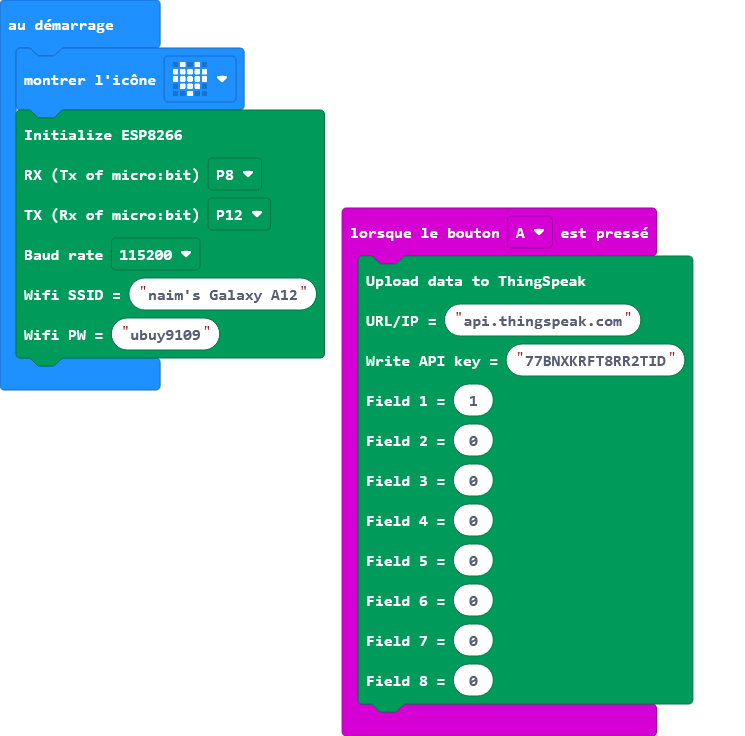 au démarrage
montrer l'icône
Initialize ESP8266
RX (Tx of micro:bit) P8
TX (Rx of micro:bit) P12
Baud rate 115200
Wifi SSID = "naim's Galaxy A12"
Wifi PW = "ubuy9109"
lorsque le bouton A est pressé
Upload data to ThingSpeak
URL/IP = "api.thingspeak.com"
Write API key = "77BNXKRFT8RR2TID"
Field 1 = 1
Field 2 = 0
Field 3 = 0
Field 4 = 0
Field 5 = 0
Field 6 = 0
Field 7 = 0
Field 8 = 0